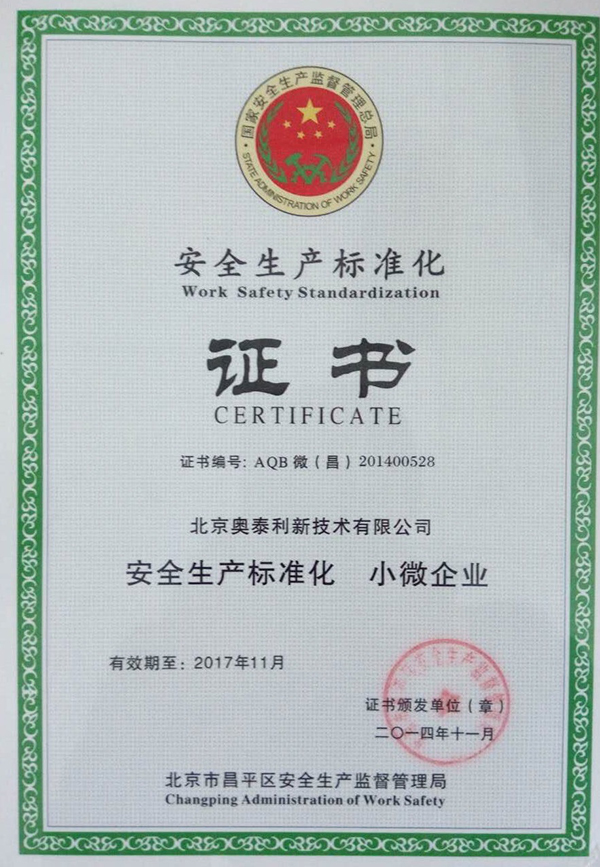 国家安全生产监督管理总局
STATE ADMINISTRATION OF WORK SAFETY
安全生产标准化
Work Safety Standardization
证书
CERTIFICATE
证书编号: AQB 微（昌）201400528
北京奥泰利新技术有限公司
安全生产标准化 小微企业
有效期至: 2017年11月
证书颁发单位（章）
二〇一四年十一月
北京市昌平区安全生产监督管理局
Changping Administration of Work Safety